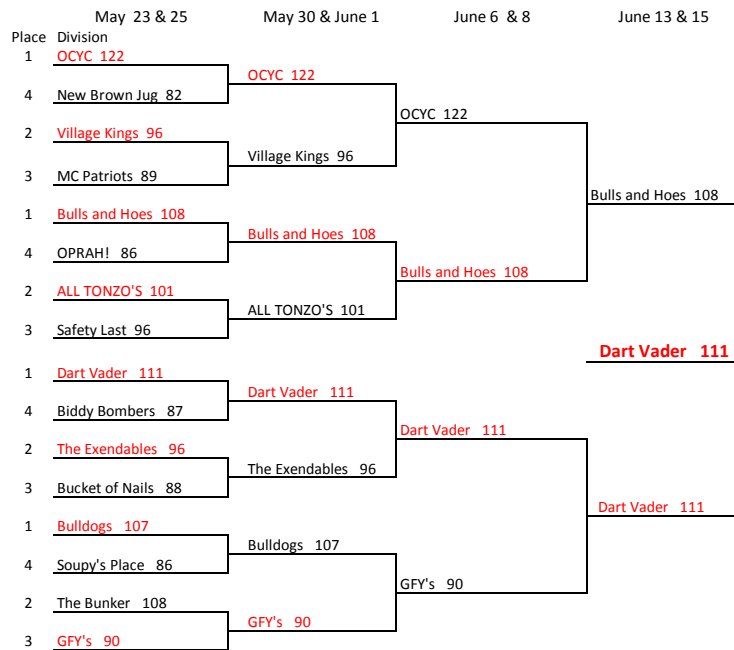 May 23 & 25 May 30 & June 1 June 6 & 8 June 13 & 15
Place Division
1 OCYC 122
OCYC 122
4 New Brown Jug 82
OCYC 122
2 Village Kings 96
Village Kings 96
3 MC Patriots 89
Bulls and Hoes 108
1 Bulls and Hoes 108
Bulls and Hoes 108
4 OPRAH! 86
Bulls and Hoes 108
2 ALL TONZO'S 101
ALL TONZO'S 101
3 Safety Last 96
Dart Vader 111
1 Dart Vader 111
Dart Vader 111
4 Biddy Bombers 87
Dart Vader 111
2 The Exendables 96
The Exendables 96
3 Bucket of Nails 88
Dart Vader 111
1 Bulldogs 107
Bulldogs 107
4 Soupy's Place 86
GFY's 90
2 The Bunker 108
GFY's 90
3 GFY's 90